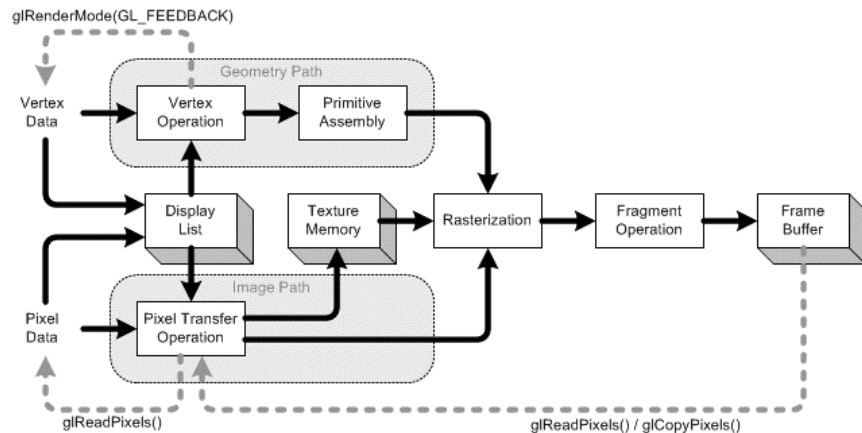 glRenderMode(GL_FEEDBACK)
Geometry Path
Vertex
Data
Vertex
Operation
Primitive
Assembly
Display
List
Texture
Memory
Rasterization
Fragment
Operation
Frame
Buffer
Image Path
Pixel
Data
Pixel Transfer
Operation
glReadPixels()
glReadPixels() / glCopyPixels()